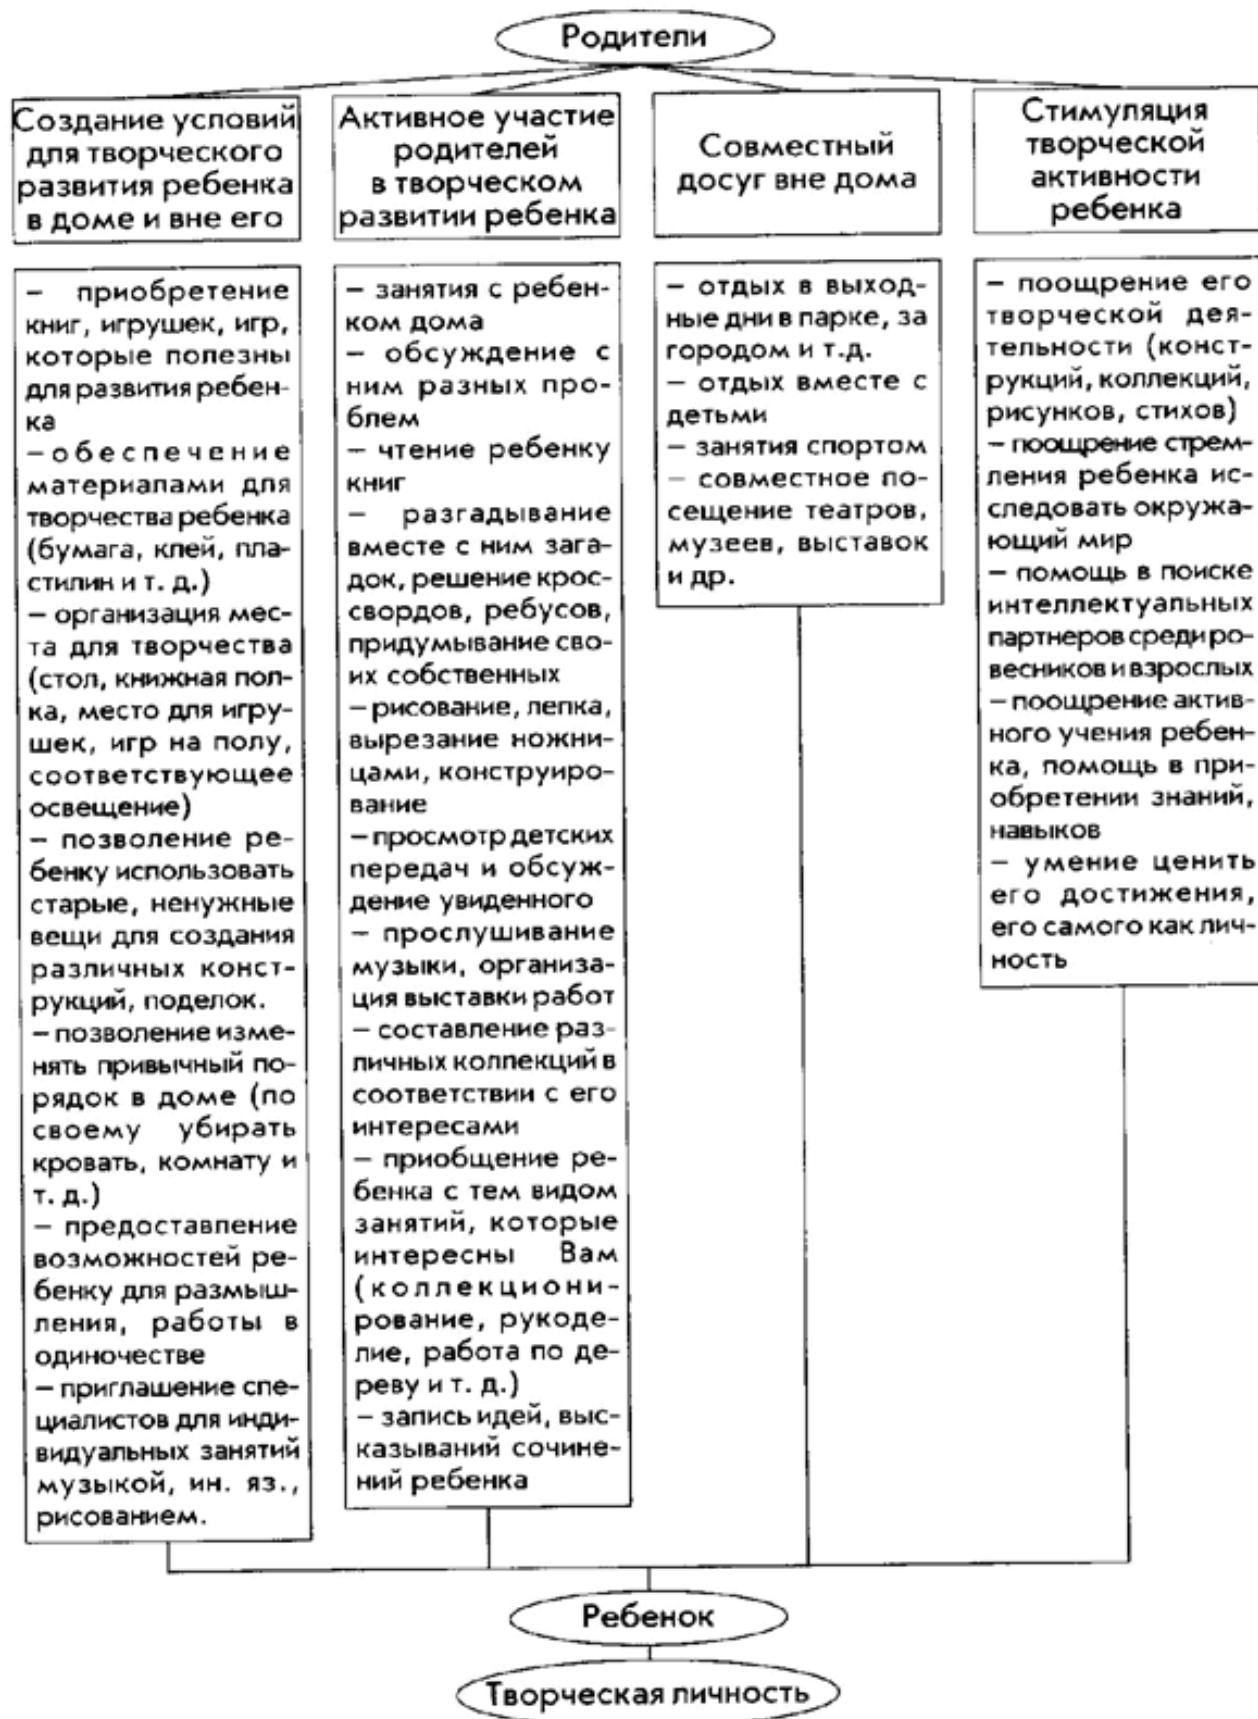 Родители
Создание условий
для творческого
развития ребенка
в доме и вне его
Активное участие
родителей
в творческом
развитии ребенка
Совместный
досуг вне дома
Стимуляция
творческой
активности
ребенка
– приобретение
книг, игрушек, игр,
которые полезны
для развития ребен-
ка
– обеспечение
материалами для
творчества ребенка
(бумага, клей, пла-
стилин и т. д.)
– организация мес-
та для творчества
(стол, книжная пол-
ка, место для игру-
шек, игр на полу,
соответствующее
освещение)
– позволение ре-
бенку использовать
старые, ненужные
вещи для создания
различных конст-
рукций, поделок.
– позволение изме-
нять привычный по-
рядок в доме (по
своему убирать
кровать, комнату и
т. д.)
– предоставление
возможностей ре-
бенку для размыш-
ления, работы в
одиночестве
– приглашение спе-
циалистов для инди-
видуальных занятий
музыкой, ин. яз.,
рисованием.
– занятия с ребен-
ком дома
– обсуждение с
ним разных про-
блем
– чтение ребенку
книг
– разгадывание
вместе с ним зага-
док, решение крос-
свордов, ребусов,
придумывание сво-
их собственных
– рисование, лепка,
вырезание ножни-
цами, конструиро-
вание
– просмотр детских
передач и обсуж-
дение увиденного
– прослушивание
музыки, организа-
ция выставки работ
– составление раз-
личных коллекций в
соответствии с его
интересами
– приобщение ре-
бенка с тем видом
занятий, которые
интересны Вам
(коллекциони-
рование, рукоде-
лие, работа по де-
реву и т. д.)
– запись идей, выс-
казываний сочине-
ний ребенка
– отдых в выход-
ные дни в парке, за
городом и т.д.
– отдых вместе с
детьми
– занятия спортом
– совместное по-
сещение театров,
музеев, выставок
и др.
– поощрение его
творческой дея-
тельности (конст-
рукций, коллекций,
рисунков, стихов)
– поощрение стрем-
ления ребенка ис-
следовать окружа-
ющий мир
– помощь в поиске
интеллектуальных
партнеров среди ро-
весников и взрослых
– поощрение актив-
ного учения ребен-
ка, помощь в при-
обретении знаний,
навыков
– умение ценить
его достижения,
его самого как лич-
ность
Ребенок
Творческая личность